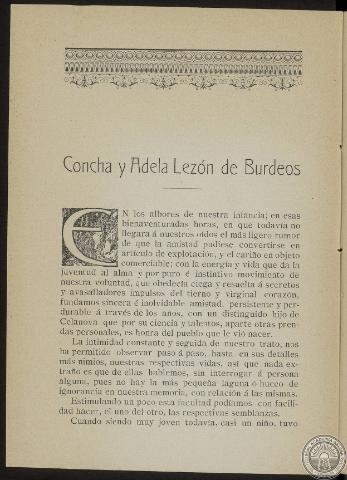 Concha y Adela Lezón de Burdeos
EN los albores de nuestra infancia; en esas
bienaventuradas horas, en que todavía no
llegara á nuestros oídos el más ligero rumor
de que la amistad pudiese convertirse en
artículo de explotación, y el cariño en objeto
comerciable; con la energía y vida que da la
juventud al alma y por puro é instintivo movimiento de
nuestra voluntad, que obedecía ciega y resuelta á secretos
y avasalladores impulsos del tierno y virginal corazón,
fundamos sincera é inolvidable amistad, persistente y per-
durable á través de los años, con un distinguido hijo de
Celanova que por su ciencia y talentos, aparte otras pren-
das personales, es honra del pueblo que le vió nacer.
La intimidad constante y seguida de nuestro trato, nos
ha permitido observar paso á paso, hasta en sus detalles
más nimios, nuestras respectivas vidas, así que nada ex-
traño es que de ellas hablemos, sin interrogar á persona
alguna, pues no hay la más pequeña laguna ó hueco de
ignorancia en nuestra memoria, con relación á las mismas.
Estimulando un poco esta facultad podíamos con facili-
dad hacer, el uno del otro, las respectivas semblanzas.
Cuando siendo muy joven todavía, casi un niño, tuvo